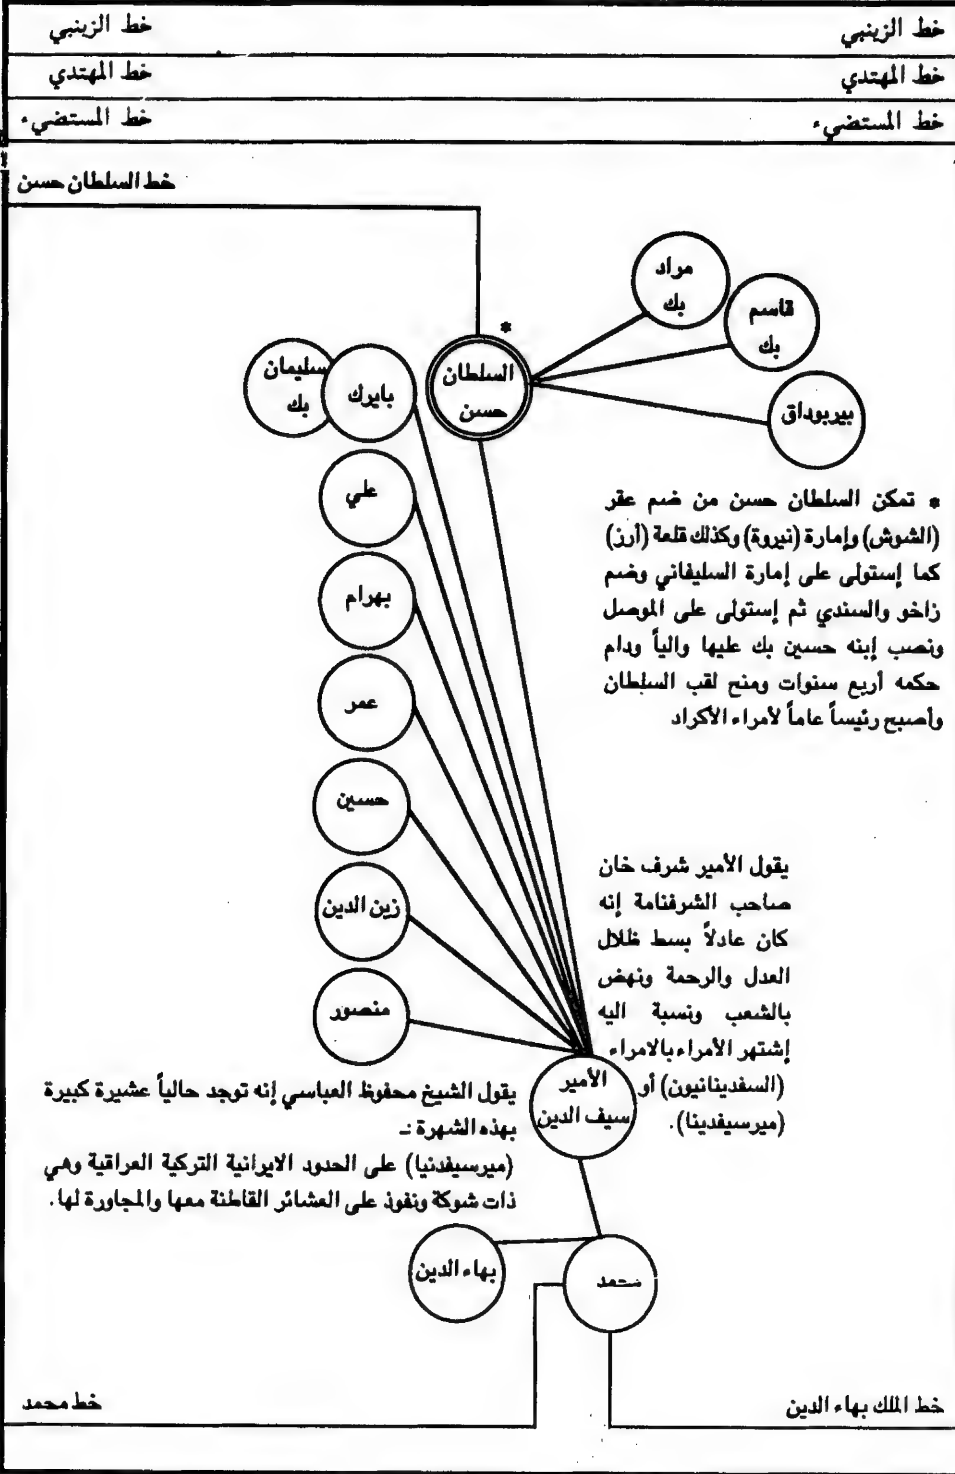 خط الزينبي
خط الزينبي
خط المهتدي
خط المهتدي
خط المستضيء
خط المستضيء
خط السلطان حسن
مراد
بك
قاسم
بك
بيربوداق
*
السلطان
حسن
بايرك
سليمان
بك
علي
بهرام
عمر
حسين
زين الدين
منصور
* تمكن السلطان حسن من ضم عقر
(الشوش) وإمارة (نيروة) وكذلك قلعة (أرز)
كما إستولى على إمارة السليفاني وضم
زاخو والسندي ثم إستولى على الموصل
ونصب إبنه حسين بك عليها والياً ودام
حكمه أربع سنوات ومنح لقب السلطان
وأصبح رئيساً عاماً لأمراء الأكراد
يقول الأمير شرف خان
صاحب الشرفنامة إنه
كان عادلاً بسط ظلال
العدل والرحمة ونهض
بالشعب ونسبة اليه
إشتهر الأمراء بالامراء
(السفدينانيون) أو
(ميرسيفدينا).
الأمير
سيف الدين
يقول الشيخ محفوظ العباسي إنه توجد حالياً عشيرة كبيرة
بهذه الشهرة :ـ
(ميرسيفدنيا) على الحدود الايرانية التركية العراقية وهي
ذات شوكة ونفوذ على العشائر القاطنة معها والمجاورة لها.
بهاء الدين
محمد
خط الملك بهاء الدين
خط محمد